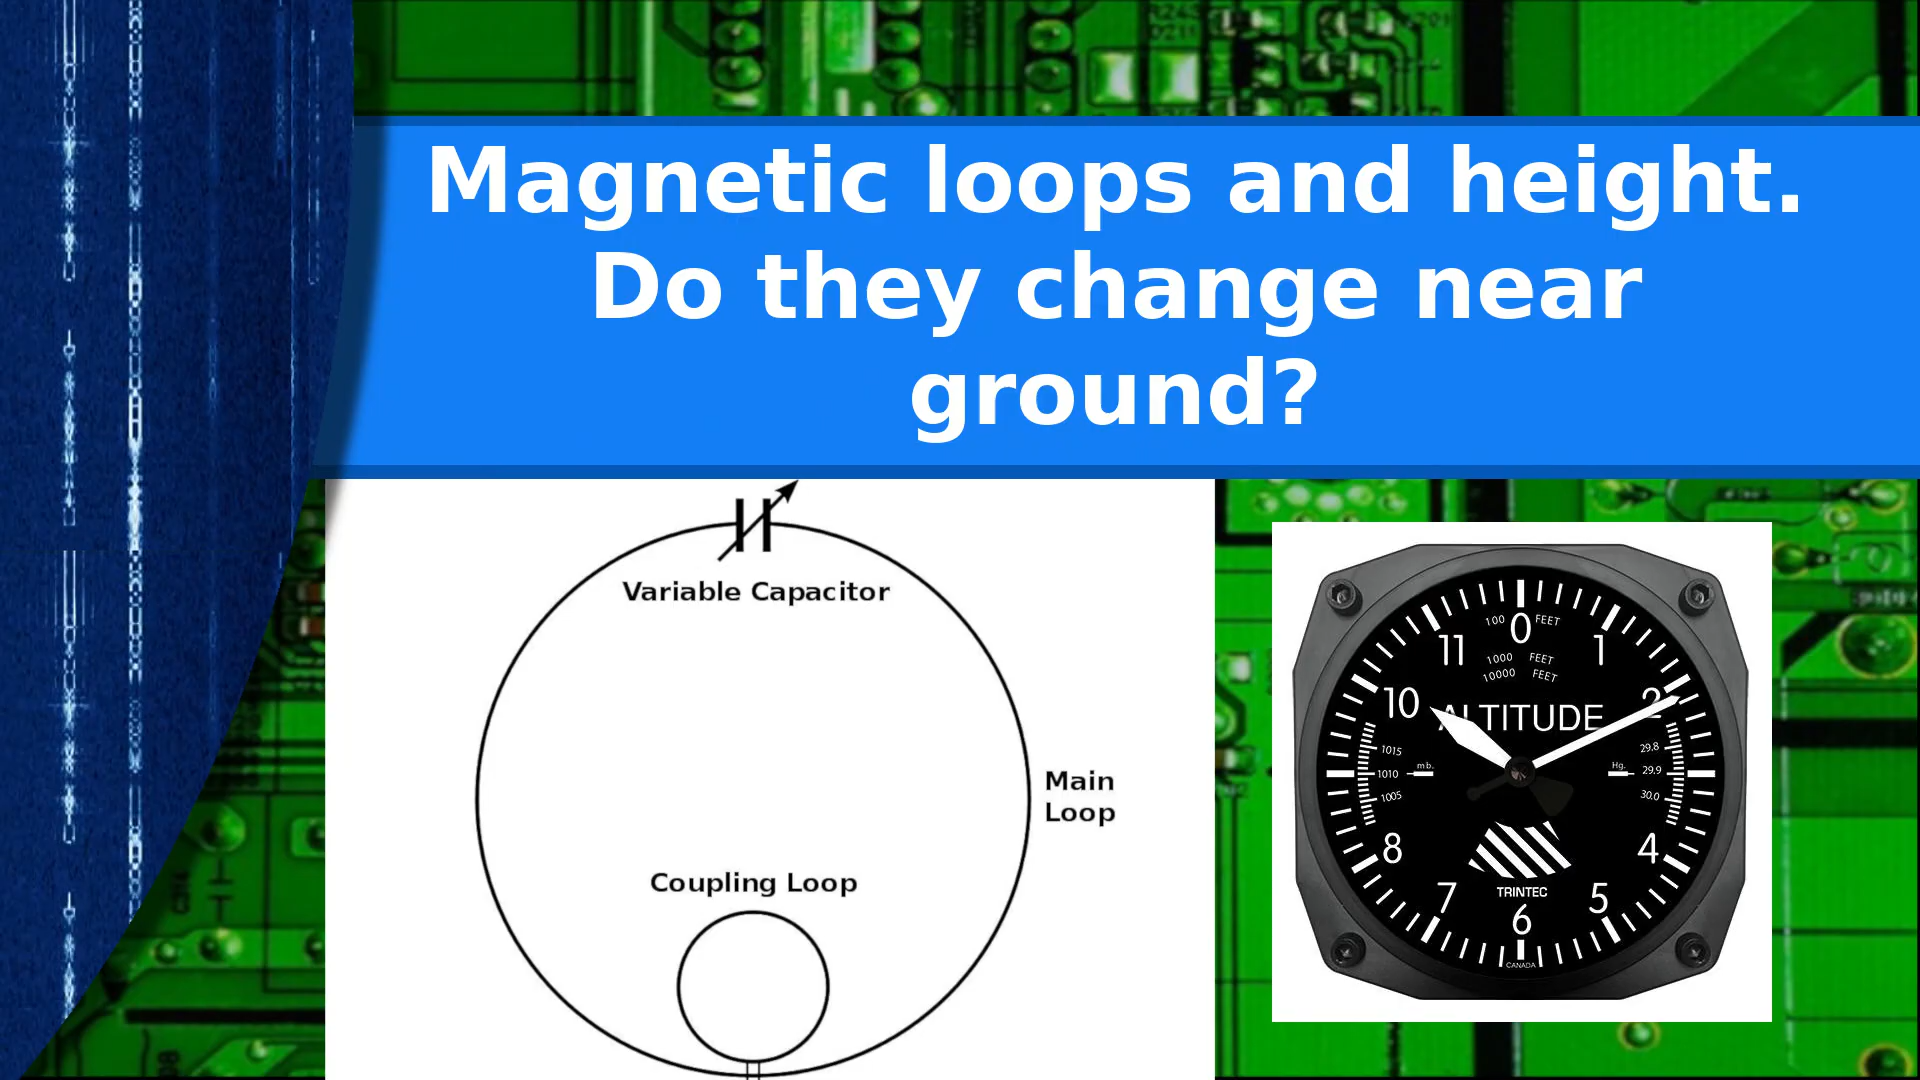 Magnetic loops and height.
Do they change near
ground?
Variable Capacitor
Main
Loop
Coupling Loop
100 FEET
0
1000 FEET
10000 FEET
11
1
10
2
ALTITUDE
1015
1010
1005
mb.
Hg.
29.8
29.9
30.0
8
4
7
5
TRINTEC
6
CANADA